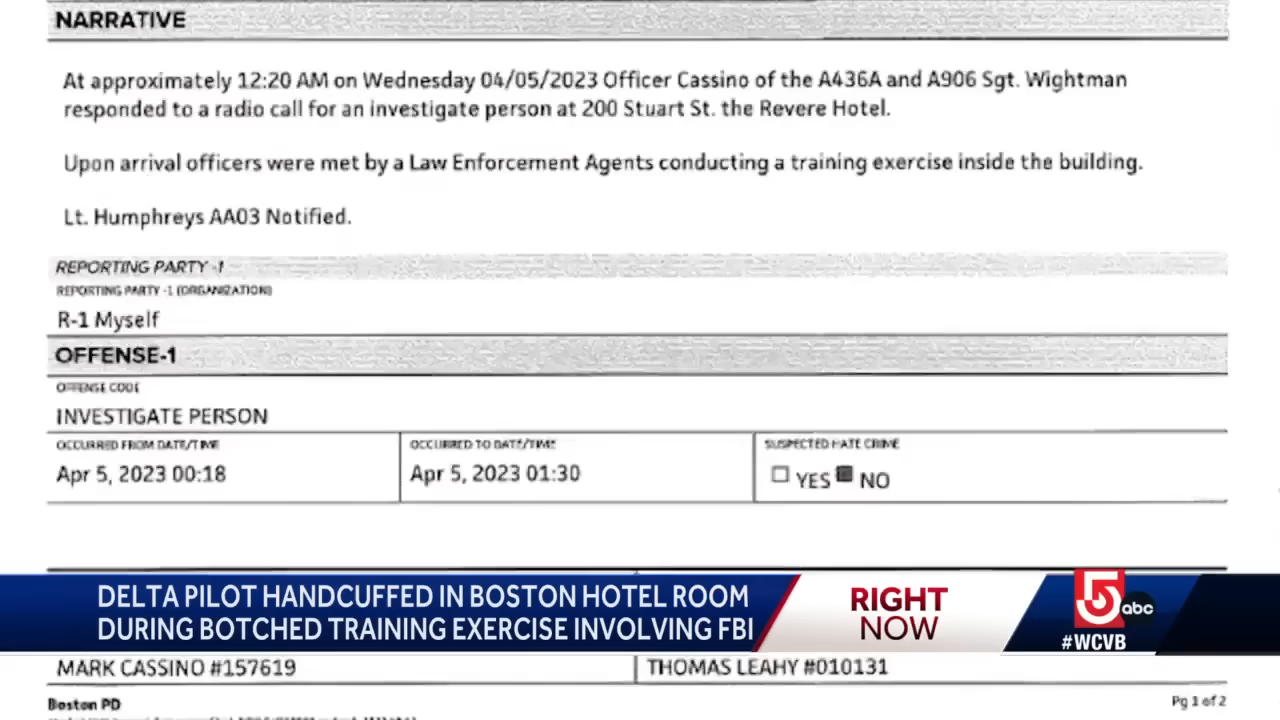 NARRATIVE
At approximately 12:20 AM on Wednesday 04/05/2023 Officer Cassino of the A436A and A906 Sgt. Wightman
responded to a radio call for an investigate person at 200 Stuart St. the Revere Hotel.
Upon arrival officers were met by a Law Enforcement Agents conducting a training exercise inside the building.
Lt. Humphreys AA03 Notified.
REPORTING PARTY -1
REPORTING PARTY -1 (ORGANIZATION)
R-1 Myself
OFFENSE-1
OFFENSE CODE
INVESTIGATE PERSON
OCCURRED FROM DATE/TIME
OCCURRED TO DATE/TIME
SUSPECTED HATE CRIME
Apr 5, 2023 00:18
Apr 5, 2023 01:30
YES NO
DELTA PILOT HANDCUFFED IN BOSTON HOTEL ROOM
DURING BOTCHED TRAINING EXERCISE INVOLVING FBI
RIGHT
NOW
5 abc
#WCVB
MARK CASSINO #157619
THOMAS LEAHY #010131
Boston PD
Pg 1 of 2